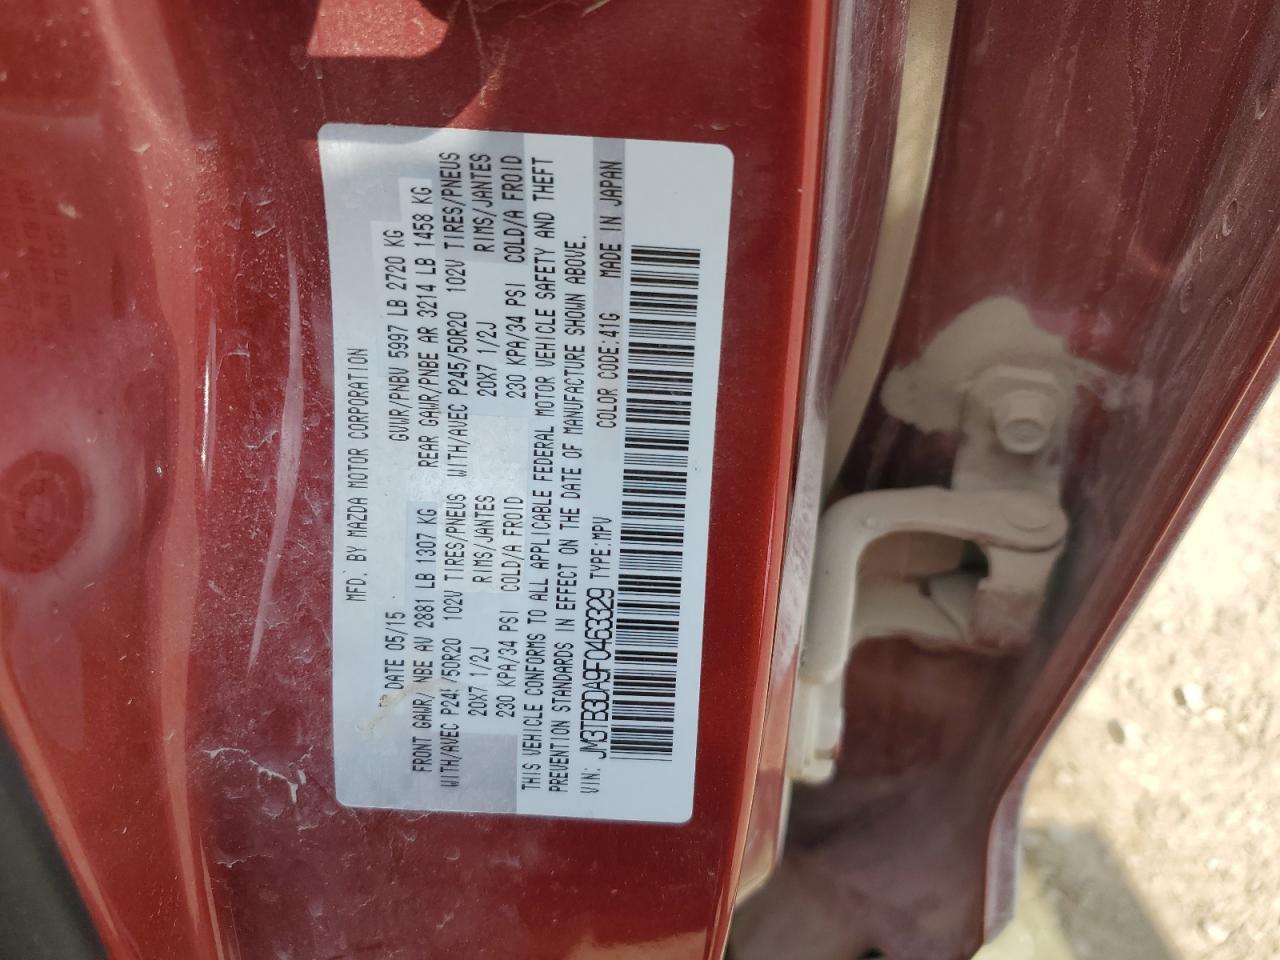 MFD. BY MAZDA MOTOR CORPORATION
DATE 05/15 GVWR/PNBV 5997 LB 2720 KG
FRONT GAWR/ NBE AV 2881 LB 1307 KG REAR GAWR/PNBE AR 3214 LB 1458 KG
WITH/AVEC P245/50R20 102V TIRES/PNEUS WITH/AVEC P245/50R20 102V TIRES/PNEUS
20X7 1/2J RIMS/JANTES 20X7 1/2J RIMS/JANTES
230 KPA/34 PSI COLD/A FROID 230 KPA/34 PSI COLD/A FROID
THIS VEHICLE CONFORMS TO ALL APPLICABLE FEDERAL MOTOR VEHICLE SAFETY AND THEFT
PREVENTION STANDARDS IN EFFECT ON THE DATE OF MANUFACTURE SHOWN ABOVE.
VIN: JM3TB3DA9F0463329 TYPE:MPV COLOR CODE:41G MADE IN JAPAN